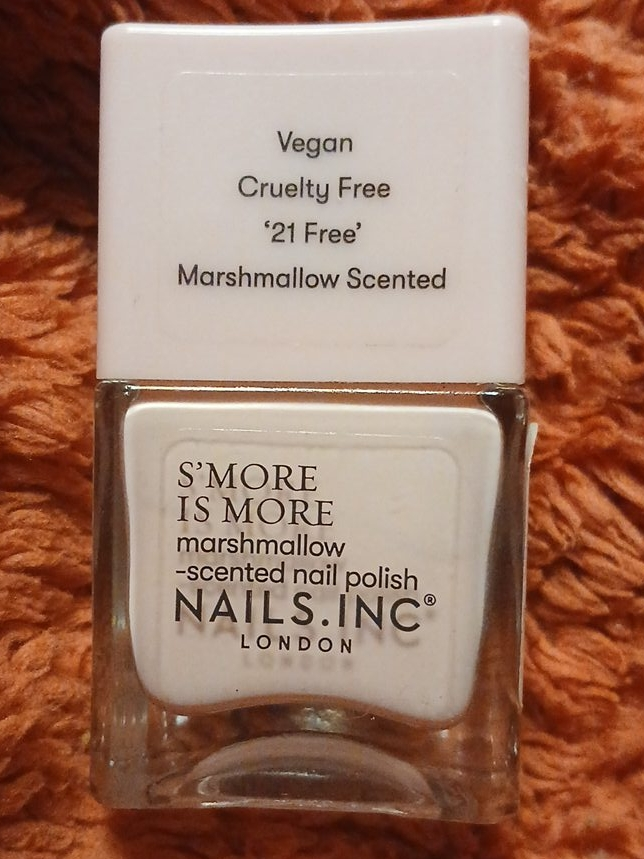 Vegan
Cruelty Free
‘21 Free’
Marshmallow Scented
S’MORE
IS MORE
marshmallow
-scented nail polish
NAILS.INC®
LONDON